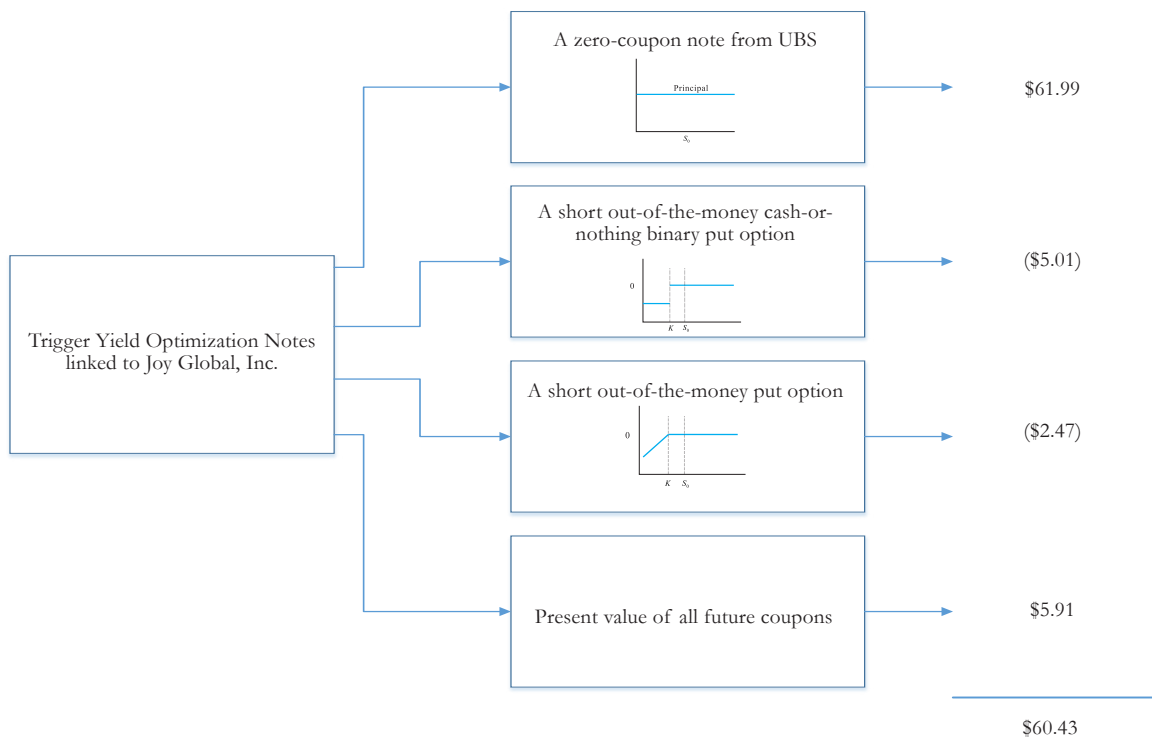 A zero-coupon note from UBS
Principal
S0
$61.99
A short out-of-the-money cash-or-
nothing binary put option
0
K S0
($5.01)
Trigger Yield Optimization Notes
linked to Joy Global, Inc.
A short out-of-the-money put option
0
K S0
($2.47)
Present value of all future coupons
$5.91
$60.43